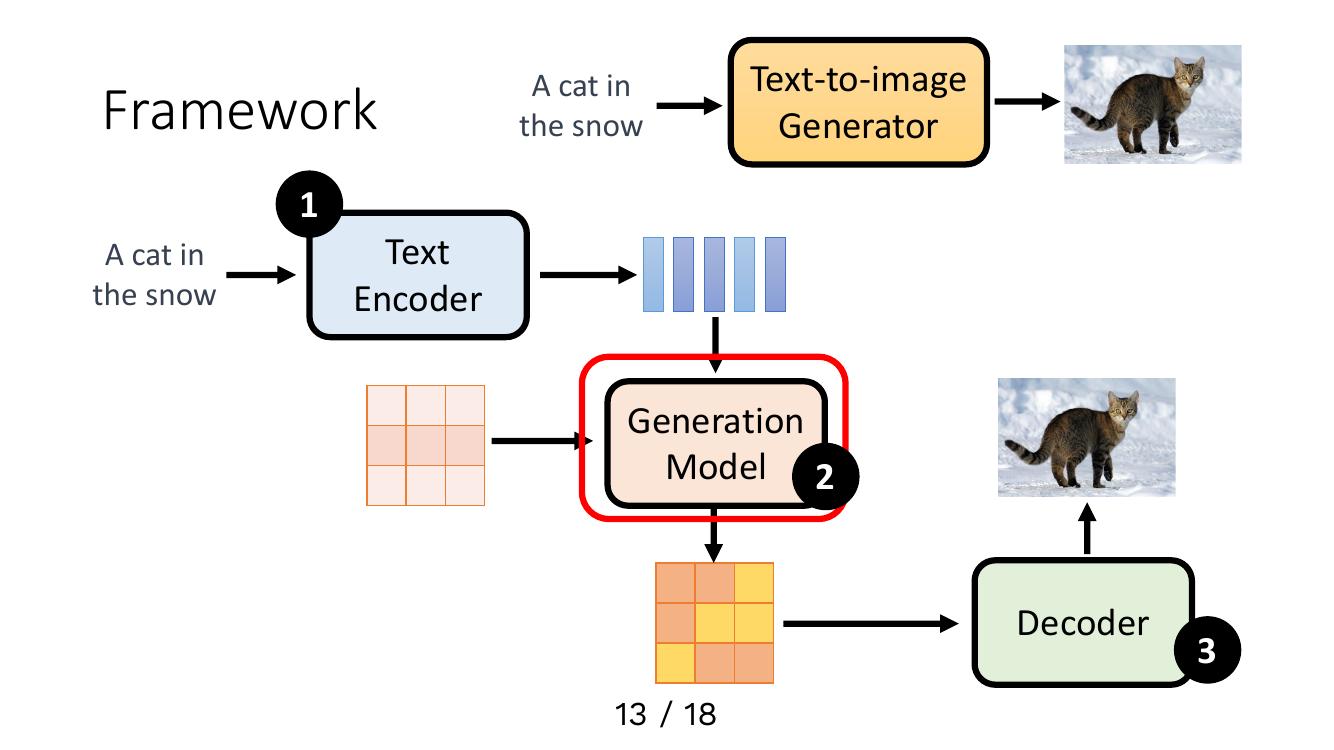 Framework
A cat in
the snow
Text-to-image
Generator
1
A cat in
the snow
Text
Encoder
Generation
Model
2
Decoder
3
13 / 18